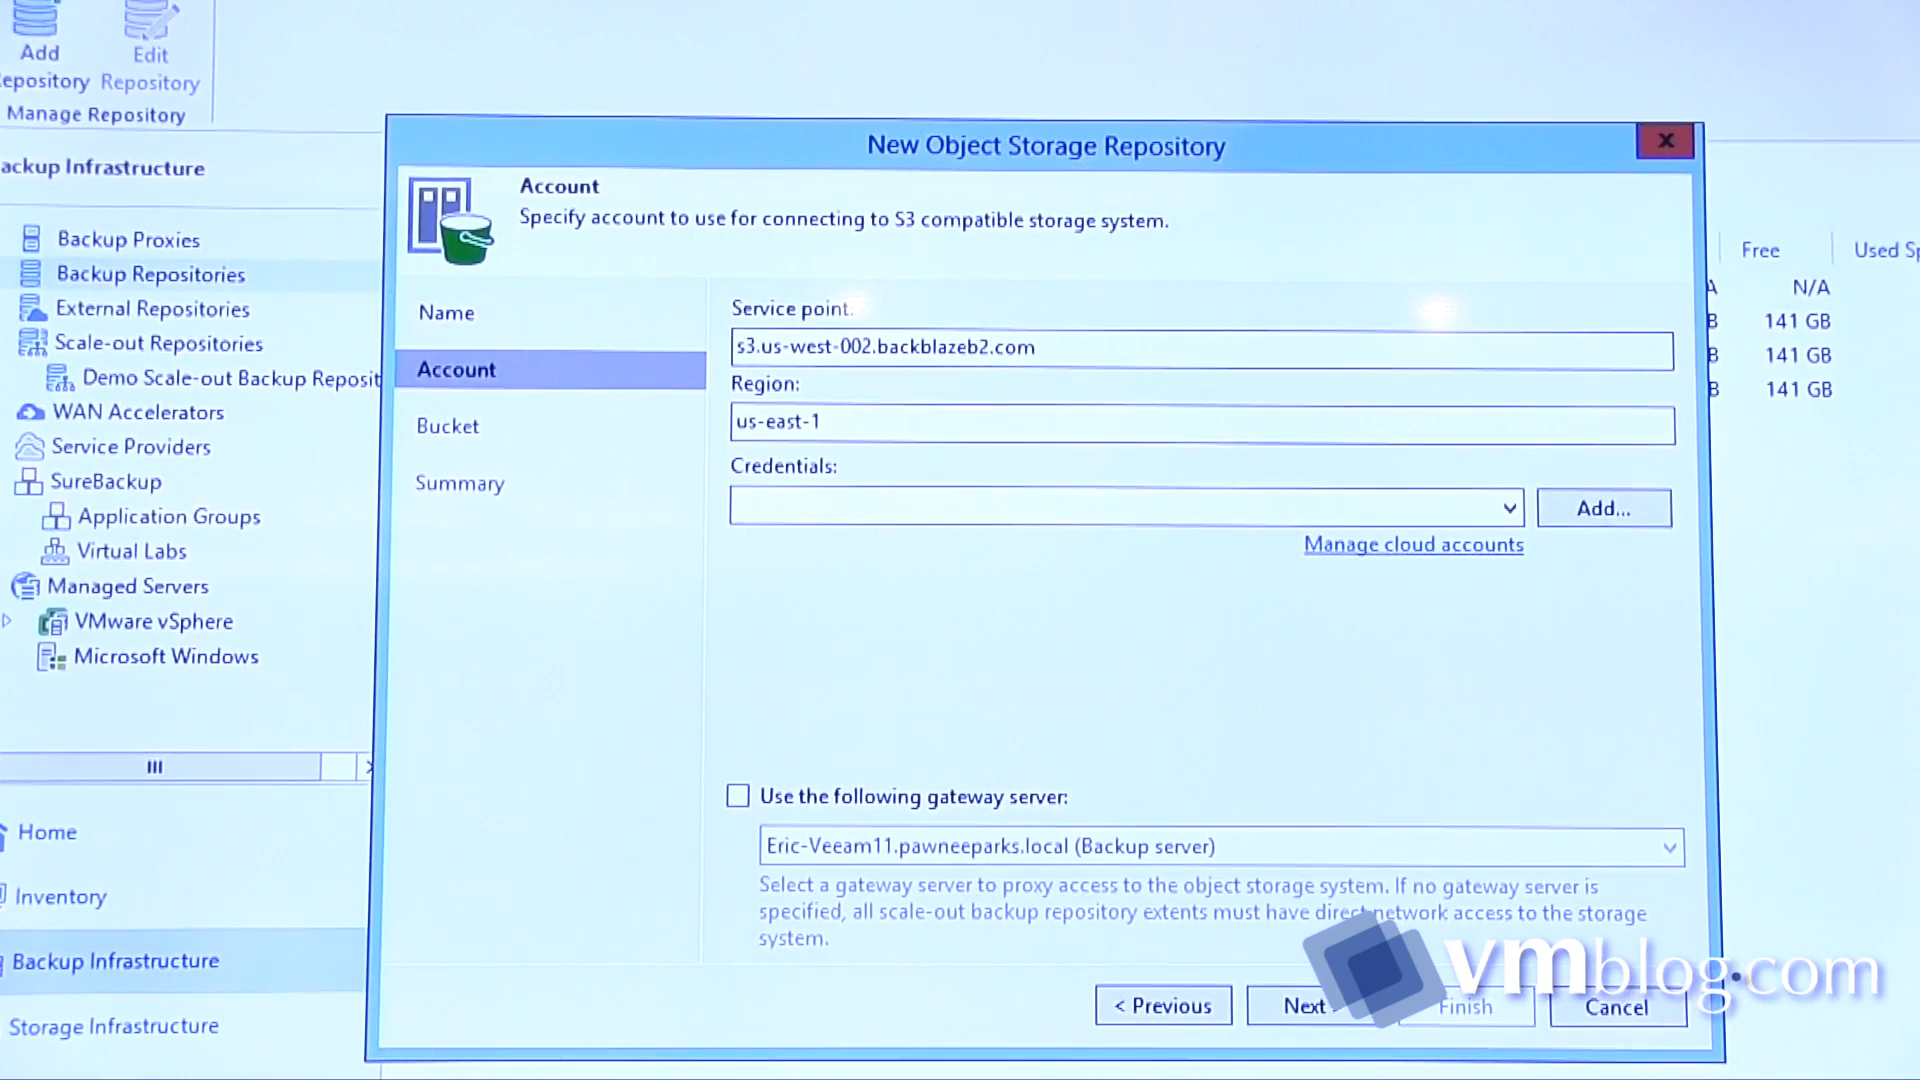 Add
Repository
Edit
Repository
Manage Repository
ackup Infrastructure
Backup Proxies
Backup Repositories
External Repositories
Scale-out Repositories
Demo Scale-out Backup Reposit
WAN Accelerators
Service Providers
SureBackup
Application Groups
Virtual Labs
Managed Servers
VMware vSphere
Microsoft Windows
Home
Inventory
Backup Infrastructure
Storage Infrastructure
New Object Storage Repository
X
Account
Specify account to use for connecting to S3 compatible storage system.
Name
Account
Bucket
Summary
Service point:
s3.us-west-002.backblazeb2.com
Region:
us-east-1
Credentials:
Add...
Manage cloud accounts
Use the following gateway server:
Eric-Veeam11.pawneeparks.local (Backup server)
Select a gateway server to proxy access to the object storage system. If no gateway server is
specified, all scale-out backup repository extents must have direct network access to the storage
system.
< Previous
Next
Finish
Cancel
Free
Used Sp
A N/A
B 141 GB
B 141 GB
B 141 GB
vmblog.com